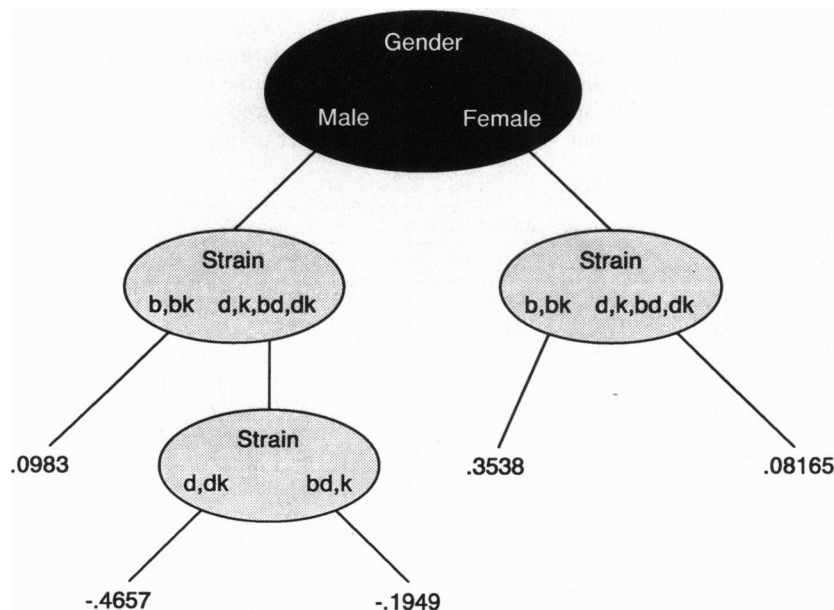 Gender
Male Female
Strain
b,bk d,k,bd,dk
Strain
b,bk d,k,bd,dk
.0983
Strain
d,dk bd,k
.3538
.08165
-.4657
-.1949